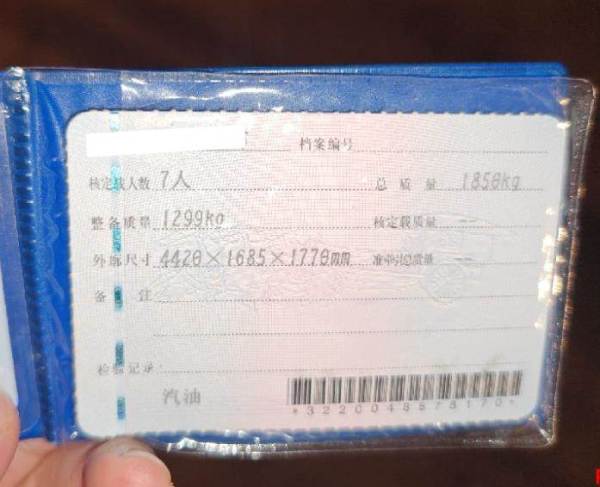 档案编号
核定载人数 7人 总质量 1850kg
整备质量 1299kg 核定载质量
外廓尺寸 4420×1685×1770mm 准牵引总质量
备注
检验记录
汽油
*3220048875170*